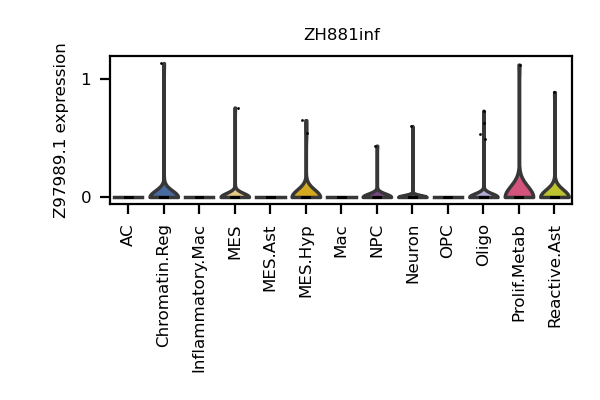 ZH881inf
Z97989.1 expression
1
0
AC
Chromatin.Reg
Inflammatory.Mac
MES
MES.Ast
MES.Hyp
Mac
NPC
Neuron
OPC
Oligo
Prolif.Metab
Reactive.Ast